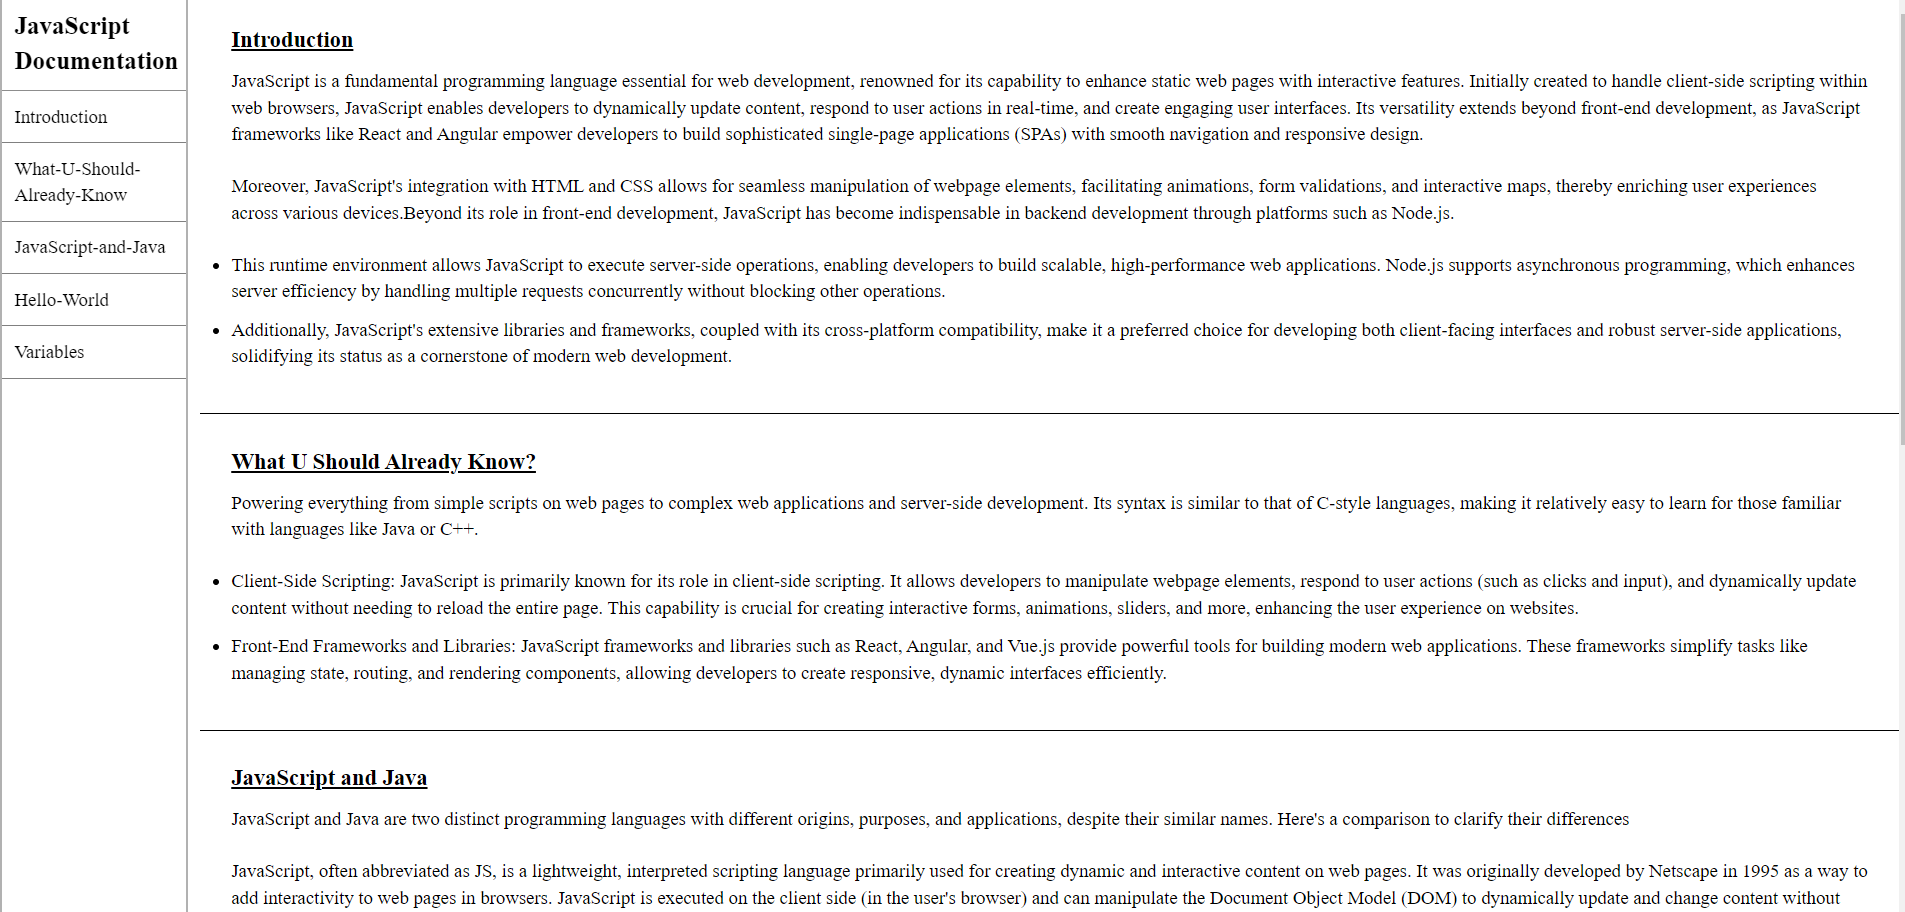 JavaScript
Documentation
Introduction
What-U-Should-
Already-Know
JavaScript-and-Java
Hello-World
Variables
Introduction
JavaScript is a fundamental programming language essential for web development, renowned for its capability to enhance static web pages with interactive features. Initially created to handle client-side scripting within
web browsers, JavaScript enables developers to dynamically update content, respond to user actions in real-time, and create engaging user interfaces. Its versatility extends beyond front-end development, as JavaScript
frameworks like React and Angular empower developers to build sophisticated single-page applications (SPAs) with smooth navigation and responsive design.
Moreover, JavaScript's integration with HTML and CSS allows for seamless manipulation of webpage elements, facilitating animations, form validations, and interactive maps, thereby enriching user experiences
across various devices.Beyond its role in front-end development, JavaScript has become indispensable in backend development through platforms such as Node.js.
• This runtime environment allows JavaScript to execute server-side operations, enabling developers to build scalable, high-performance web applications. Node.js supports asynchronous programming, which enhances
server efficiency by handling multiple requests concurrently without blocking other operations.
• Additionally, JavaScript's extensive libraries and frameworks, coupled with its cross-platform compatibility, make it a preferred choice for developing both client-facing interfaces and robust server-side applications,
solidifying its status as a cornerstone of modern web development.
What U Should Already Know?
Powering everything from simple scripts on web pages to complex web applications and server-side development. Its syntax is similar to that of C-style languages, making it relatively easy to learn for those familiar
with languages like Java or C++.
• Client-Side Scripting: JavaScript is primarily known for its role in client-side scripting. It allows developers to manipulate webpage elements, respond to user actions (such as clicks and input), and dynamically update
content without needing to reload the entire page. This capability is crucial for creating interactive forms, animations, sliders, and more, enhancing the user experience on websites.
• Front-End Frameworks and Libraries: JavaScript frameworks and libraries such as React, Angular, and Vue.js provide powerful tools for building modern web applications. These frameworks simplify tasks like
managing state, routing, and rendering components, allowing developers to create responsive, dynamic interfaces efficiently.
JavaScript and Java
JavaScript and Java are two distinct programming languages with different origins, purposes, and applications, despite their similar names. Here's a comparison to clarify their differences
JavaScript, often abbreviated as JS, is a lightweight, interpreted scripting language primarily used for creating dynamic and interactive content on web pages. It was originally developed by Netscape in 1995 as a way to
add interactivity to web pages in browsers. JavaScript is executed on the client side (in the user's browser) and can manipulate the Document Object Model (DOM) to dynamically update and change content without